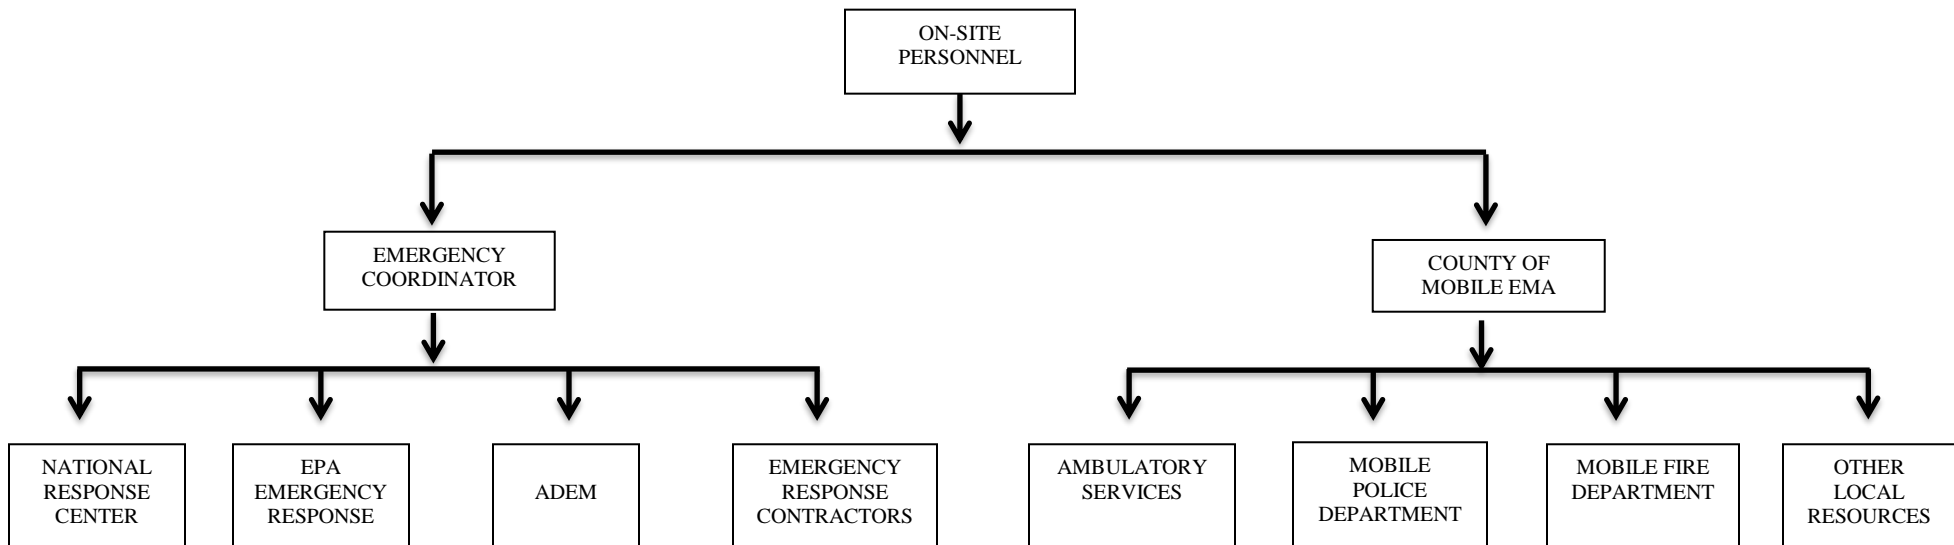 ON-SITE
PERSONNEL
EMERGENCY
COORDINATOR
COUNTY OF
MOBILE EMA
NATIONAL
RESPONSE
CENTER
EPA
EMERGENCY
RESPONSE
ADEM
EMERGENCY
RESPONSE
CONTRACTORS
AMBULATORY
SERVICES
MOBILE
POLICE
DEPARTMENT
MOBILE FIRE
DEPARTMENT
OTHER
LOCAL
RESOURCES